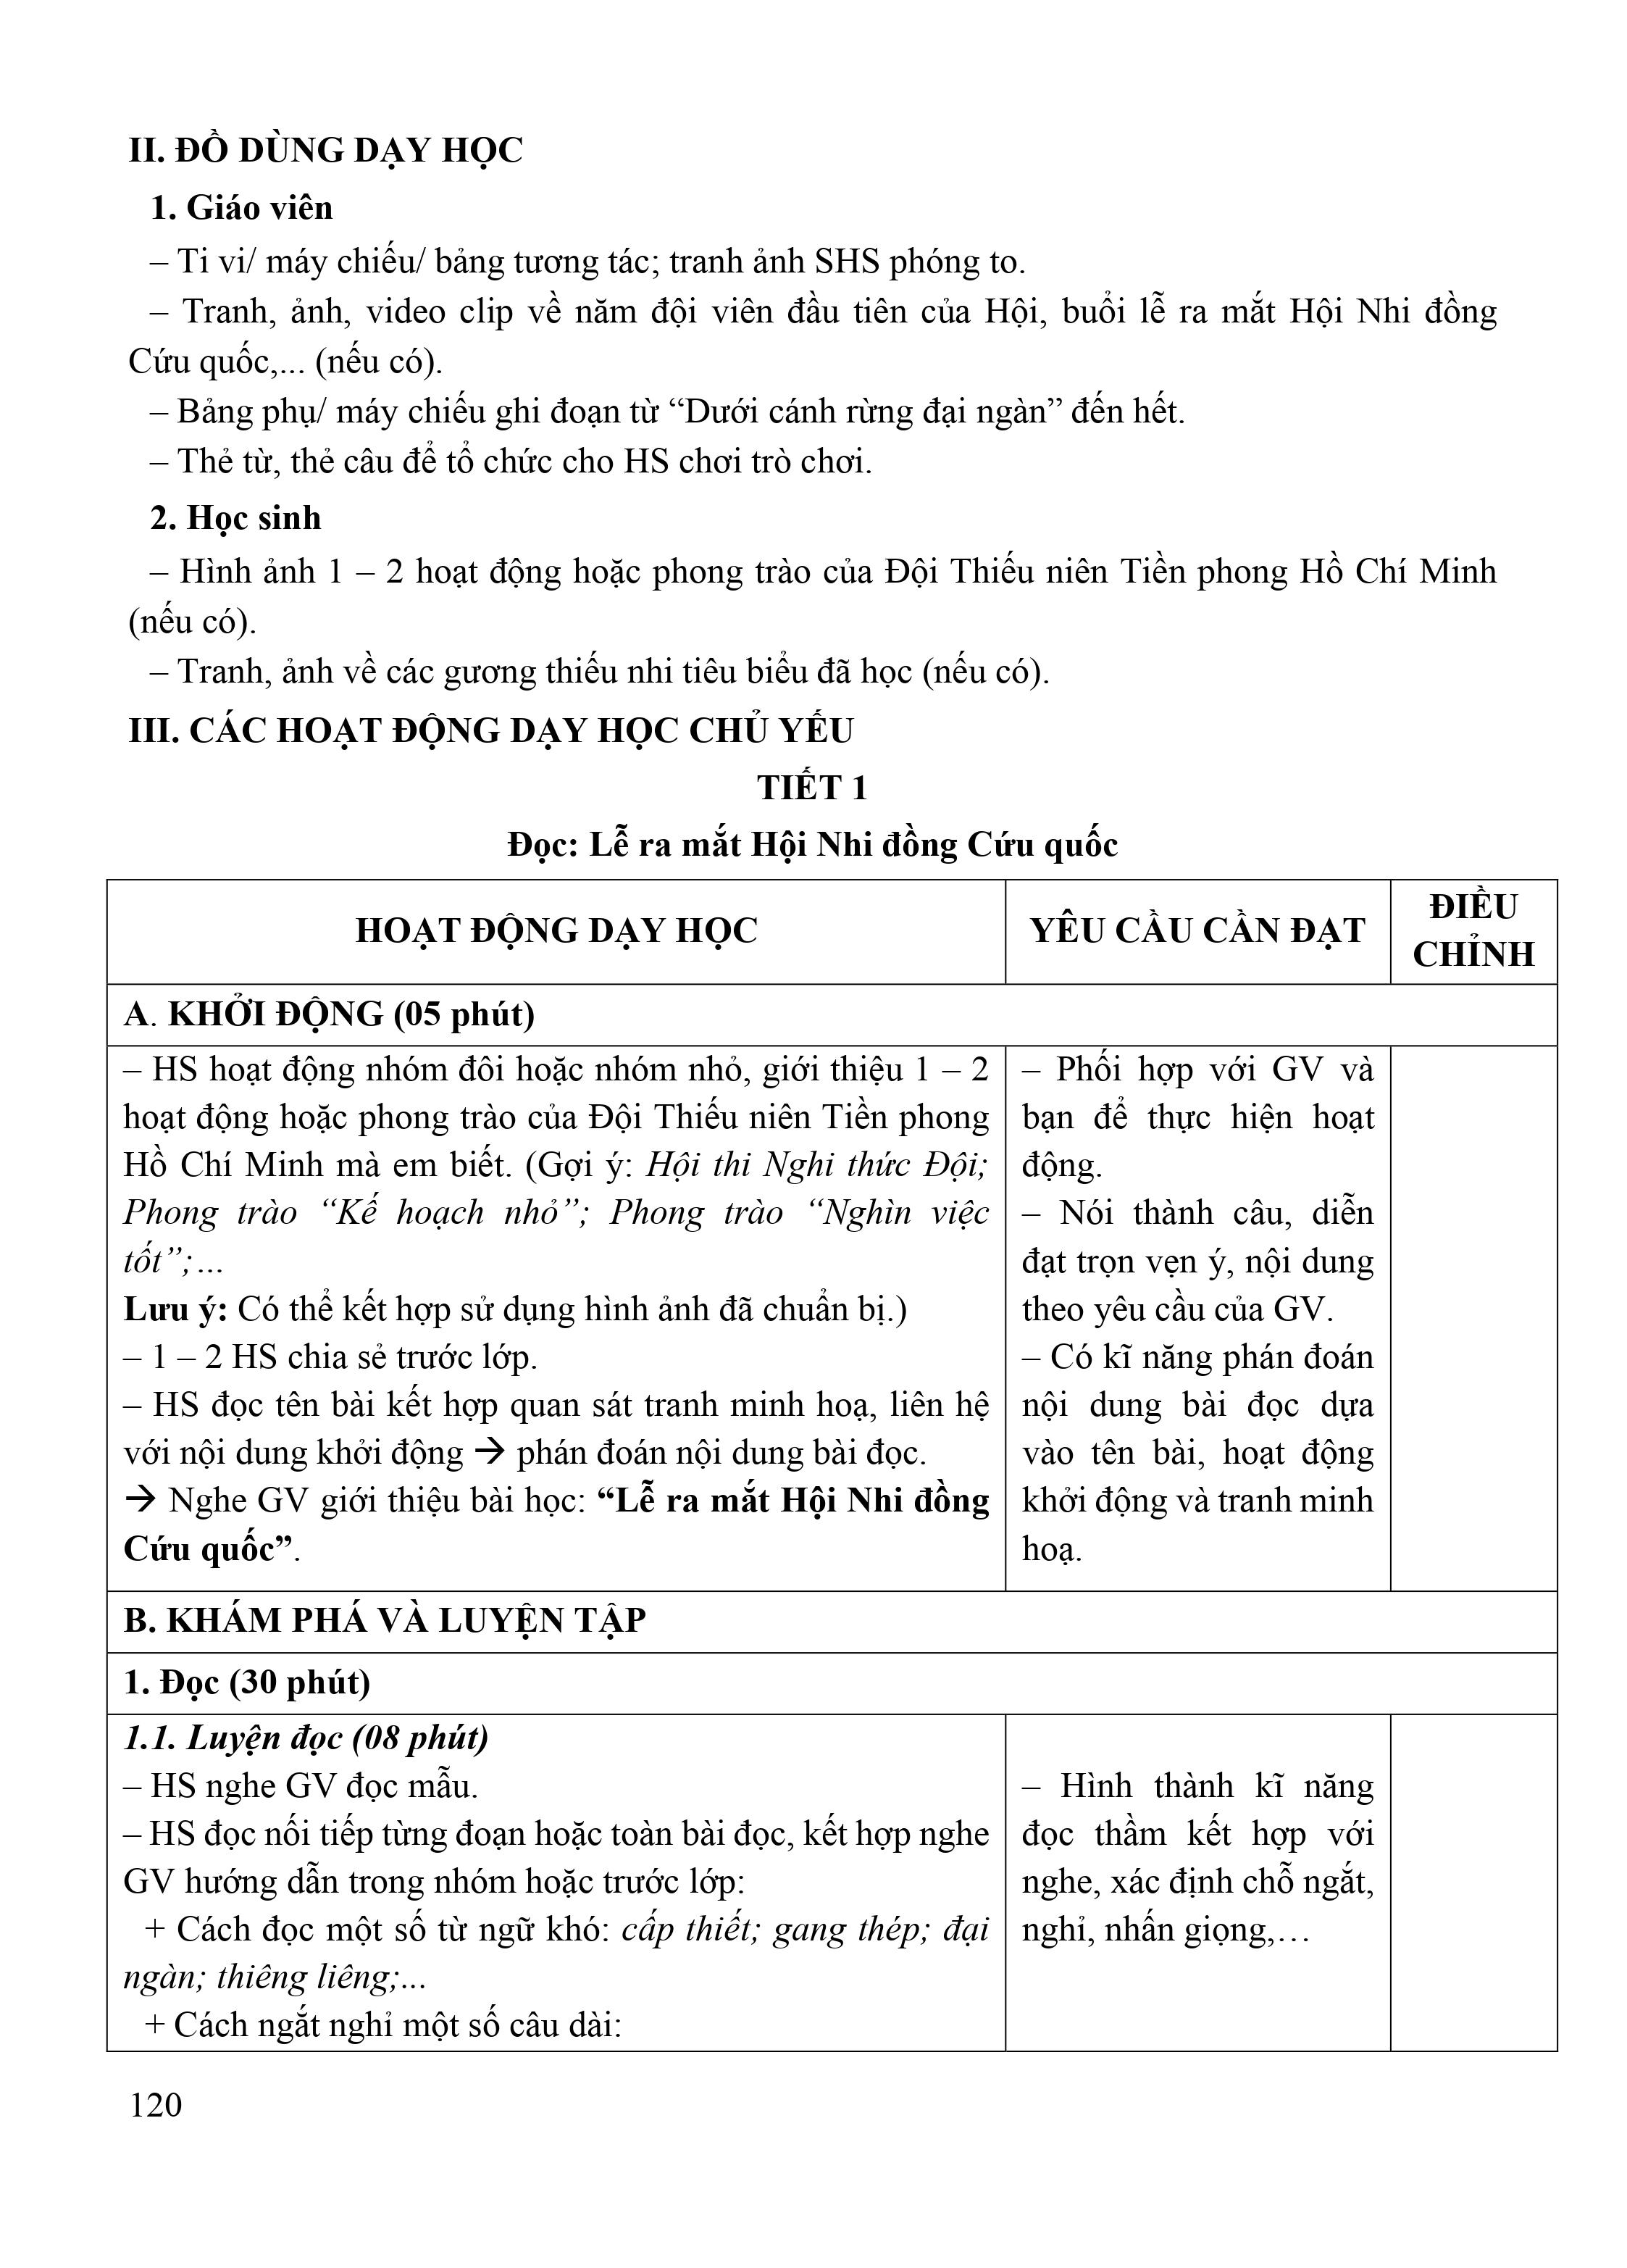 II. ĐỒ DÙNG DẠY HỌC
1. Giáo viên
– Ti vi/ máy chiếu/ bảng tương tác; tranh ảnh SHS phóng to.
– Tranh, ảnh, video clip về năm đội viên đầu tiên của Hội, buổi lễ ra mắt Hội Nhi đồng
Cứu quốc,... (nếu có).
– Bảng phụ/ máy chiếu ghi đoạn từ “Dưới cánh rừng đại ngàn” đến hết.
– Thẻ từ, thẻ câu để tổ chức cho HS chơi trò chơi.
2. Học sinh
– Hình ảnh 1 – 2 hoạt động hoặc phong trào của Đội Thiếu niên Tiền phong Hồ Chí Minh
(nếu có).
– Tranh, ảnh về các gương thiếu nhi tiêu biểu đã học (nếu có).
III. CÁC HOẠT ĐỘNG DẠY HỌC CHỦ YẾU
TIẾT 1
Đọc: Lễ ra mắt Hội Nhi đồng Cứu quốc
HOẠT ĐỘNG DẠY HỌC
YÊU CẦU CẦN ĐẠT
ĐIỀU
CHỈNH
A. KHỞI ĐỘNG (05 phút)
– HS hoạt động nhóm đôi hoặc nhóm nhỏ, giới thiệu 1 – 2
hoạt động hoặc phong trào của Đội Thiếu niên Tiền phong
Hồ Chí Minh mà em biết. (Gợi ý: Hội thi Nghi thức Đội;
Phong trào “Kế hoạch nhỏ”; Phong trào “Nghìn việc
tốt”;...
Lưu ý: Có thể kết hợp sử dụng hình ảnh đã chuẩn bị.)
– 1 – 2 HS chia sẻ trước lớp.
– HS đọc tên bài kết hợp quan sát tranh minh hoạ, liên hệ
với nội dung khởi động → phán đoán nội dung bài đọc.
→ Nghe GV giới thiệu bài học: “Lễ ra mắt Hội Nhi đồng
Cứu quốc”.
– Phối hợp với GV và
bạn để thực hiện hoạt
động.
– Nói thành câu, diễn
đạt trọn vẹn ý, nội dung
theo yêu cầu của GV.
– Có kĩ năng phán đoán
nội dung bài đọc dựa
vào tên bài, hoạt động
khởi động và tranh minh
hoạ.
B. KHÁM PHÁ VÀ LUYỆN TẬP
1. Đọc (30 phút)
1.1. Luyện đọc (08 phút)
– HS nghe GV đọc mẫu.
– HS đọc nối tiếp từng đoạn hoặc toàn bài đọc, kết hợp nghe
GV hướng dẫn trong nhóm hoặc trước lớp:
+ Cách đọc một số từ ngữ khó: cấp thiết; gang thép; đại
ngàn; thiêng liêng;...
+ Cách ngắt nghỉ một số câu dài:
– Hình thành kĩ năng
đọc thầm kết hợp với
nghe, xác định chỗ ngắt,
nghỉ, nhấn giọng,…
120